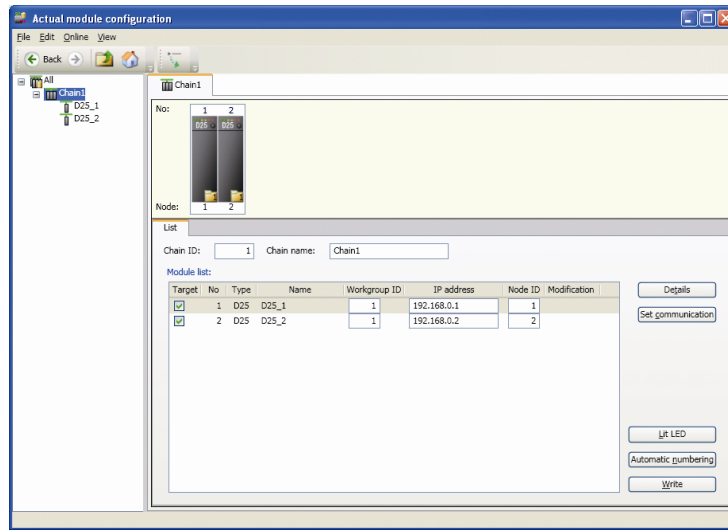 Actual module configuration
File Edit Online View
Back
All
Chain1
D25_1
D25_2
Chain1
No: 1 2
D25 D25
Node: 1 2
List
Chain ID: 1 Chain name: Chain1
Module list:
Target No Type Name Workgroup ID IP address Node ID Modification
1 D25 D25_1 1 192.168.0.1 1
2 D25 D25_2 1 192.168.0.2 2
Details
Set communication
Lit LED
Automatic numbering
Write